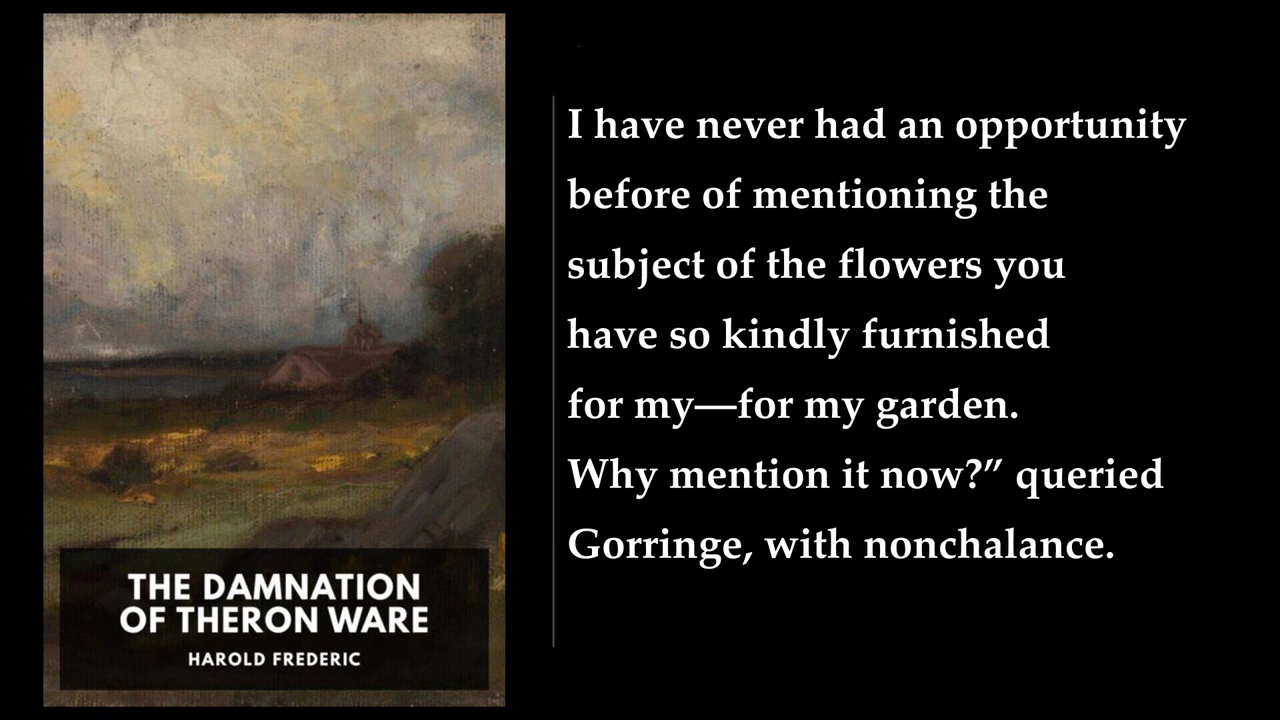 THE DAMNATION
OF THERON WARE
HAROLD FREDERIC
I have never had an opportunity
before of mentioning the
subject of the flowers you
have so kindly furnished
for my—for my garden.
Why mention it now?” queried
Gorringe, with nonchalance.